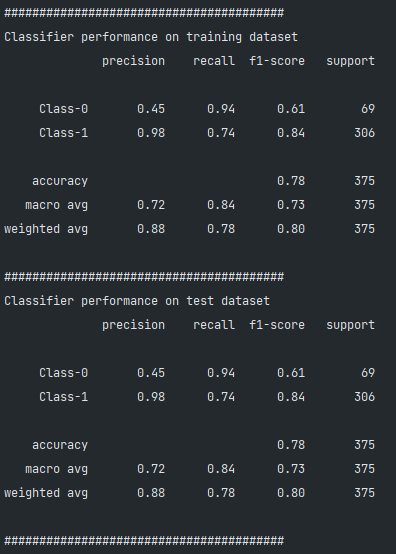 ########################################
Classifier performance on training dataset
precision recall f1-score support
Class-0 0.45 0.94 0.61 69
Class-1 0.98 0.74 0.84 306
accuracy 0.78 375
macro avg 0.72 0.84 0.73 375
weighted avg 0.88 0.78 0.80 375
########################################
Classifier performance on test dataset
precision recall f1-score support
Class-0 0.45 0.94 0.61 69
Class-1 0.98 0.74 0.84 306
accuracy 0.78 375
macro avg 0.72 0.84 0.73 375
weighted avg 0.88 0.78 0.80 375
########################################